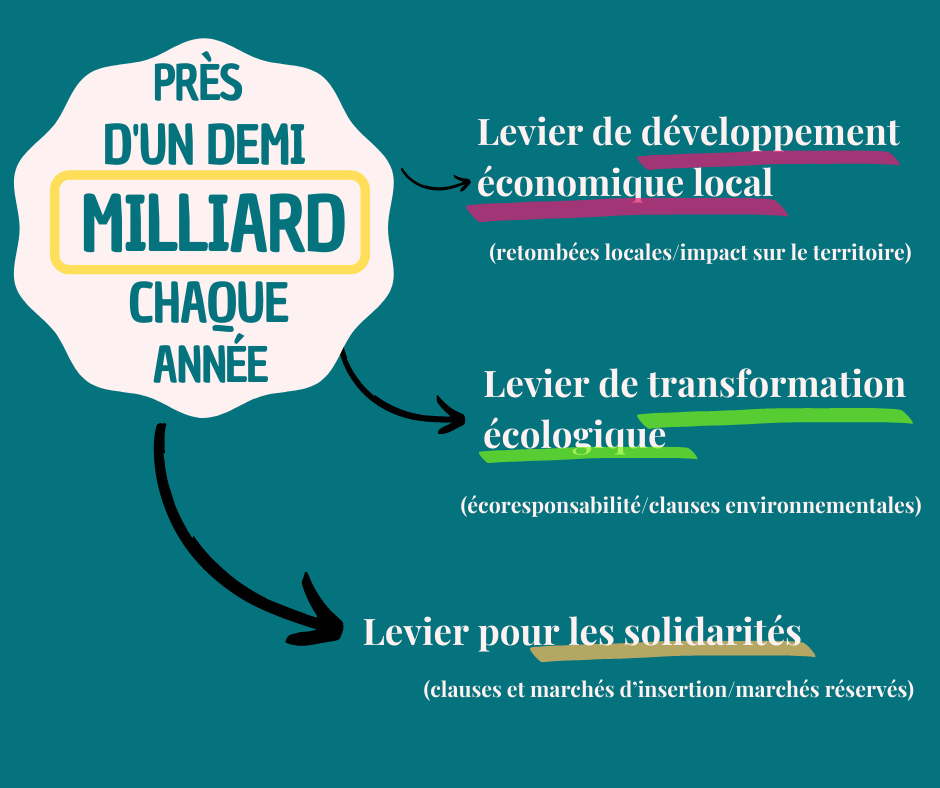 PRÈS
D'UN DEMI
MILLIARD
CHAQUE
ANNÉE
Levier de développement
économique local
(retombées locales/impact sur le territoire)
Levier de transformation
écologique
(écoresponsabilité/clauses environnementales)
Levier pour les solidarités
(clauses et marchés d’insertion/marchés réservés)